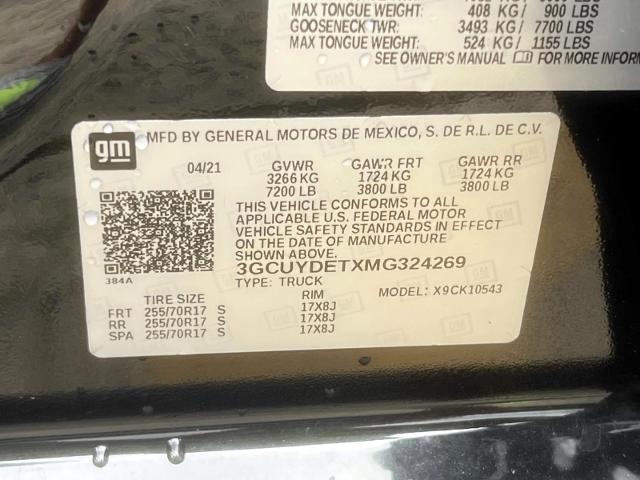 MAX TONGUE WEIGHT: 408 KG/ 900 LBS
GOOSENECK TWR: 3493 KG/ 7700 LBS
MAX TONGUE WEIGHT: 524 KG/ 1155 LBS
SEE OWNER'S MANUAL FOR MORE INFORM
gm MFD BY GENERAL MOTORS DE MEXICO, S. DE R.L. DE C.V.
04/21 GVWR GAWR FRT GAWR RR
3266 KG 1724 KG 1724 KG
7200 LB 3800 LB 3800 LB
THIS VEHICLE CONFORMS TO ALL
APPLICABLE U.S. FEDERAL MOTOR
VEHICLE SAFETY STANDARDS IN EFFECT
ON THE DATE OF MANUFACTURE
3GCUYDETXMG324269
TYPE: TRUCK MODEL: X9CK10543
384A
TIRE SIZE RIM
FRT 255/70R17 S 17X8J
RR 255/70R17 S 17X8J
SPA 255/70R17 S 17X8J